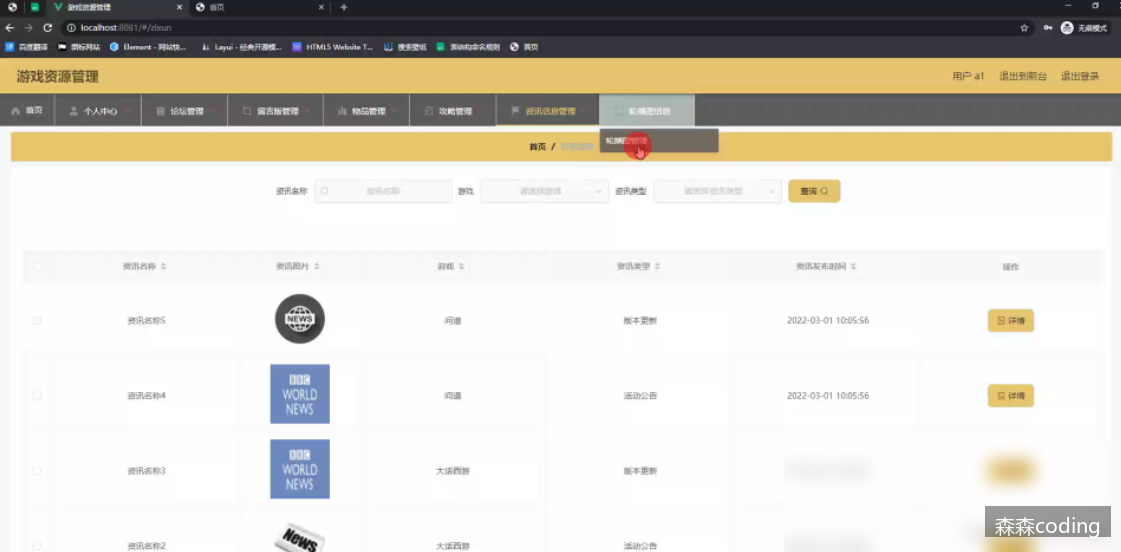 游戏资源管理
首页
localhost:8081/#/zixun
无痕模式
百度翻译
图标网站
Element - 网站快...
Layui - 经典开源模...
HTML5 Website T...
搜索壁纸
驱动构命名规则
首页
游戏资源管理
用户 a1
退出到前台
退出登录
首页
个人中心
论坛管理
留言板管理
物品管理
攻略管理
资讯信息管理
轮播图信息
轮播图管理
首页 /
资讯名称
资讯名称
游戏
请选择游戏
资讯类型
请选择资讯类型
查询
资讯名称
资讯图片
游戏
资讯类型
资讯发布时间
操作
资讯名称5
NEWS
问道
版本更新
2022-03-01 10:05:56
详情
资讯名称4
BBC
WORLD
NEWS
问道
活动公告
2022-03-01 10:05:56
详情
资讯名称3
BBC
WORLD
NEWS
大话西游
版本更新
资讯名称2
News
大话西游
活动公告
森森coding